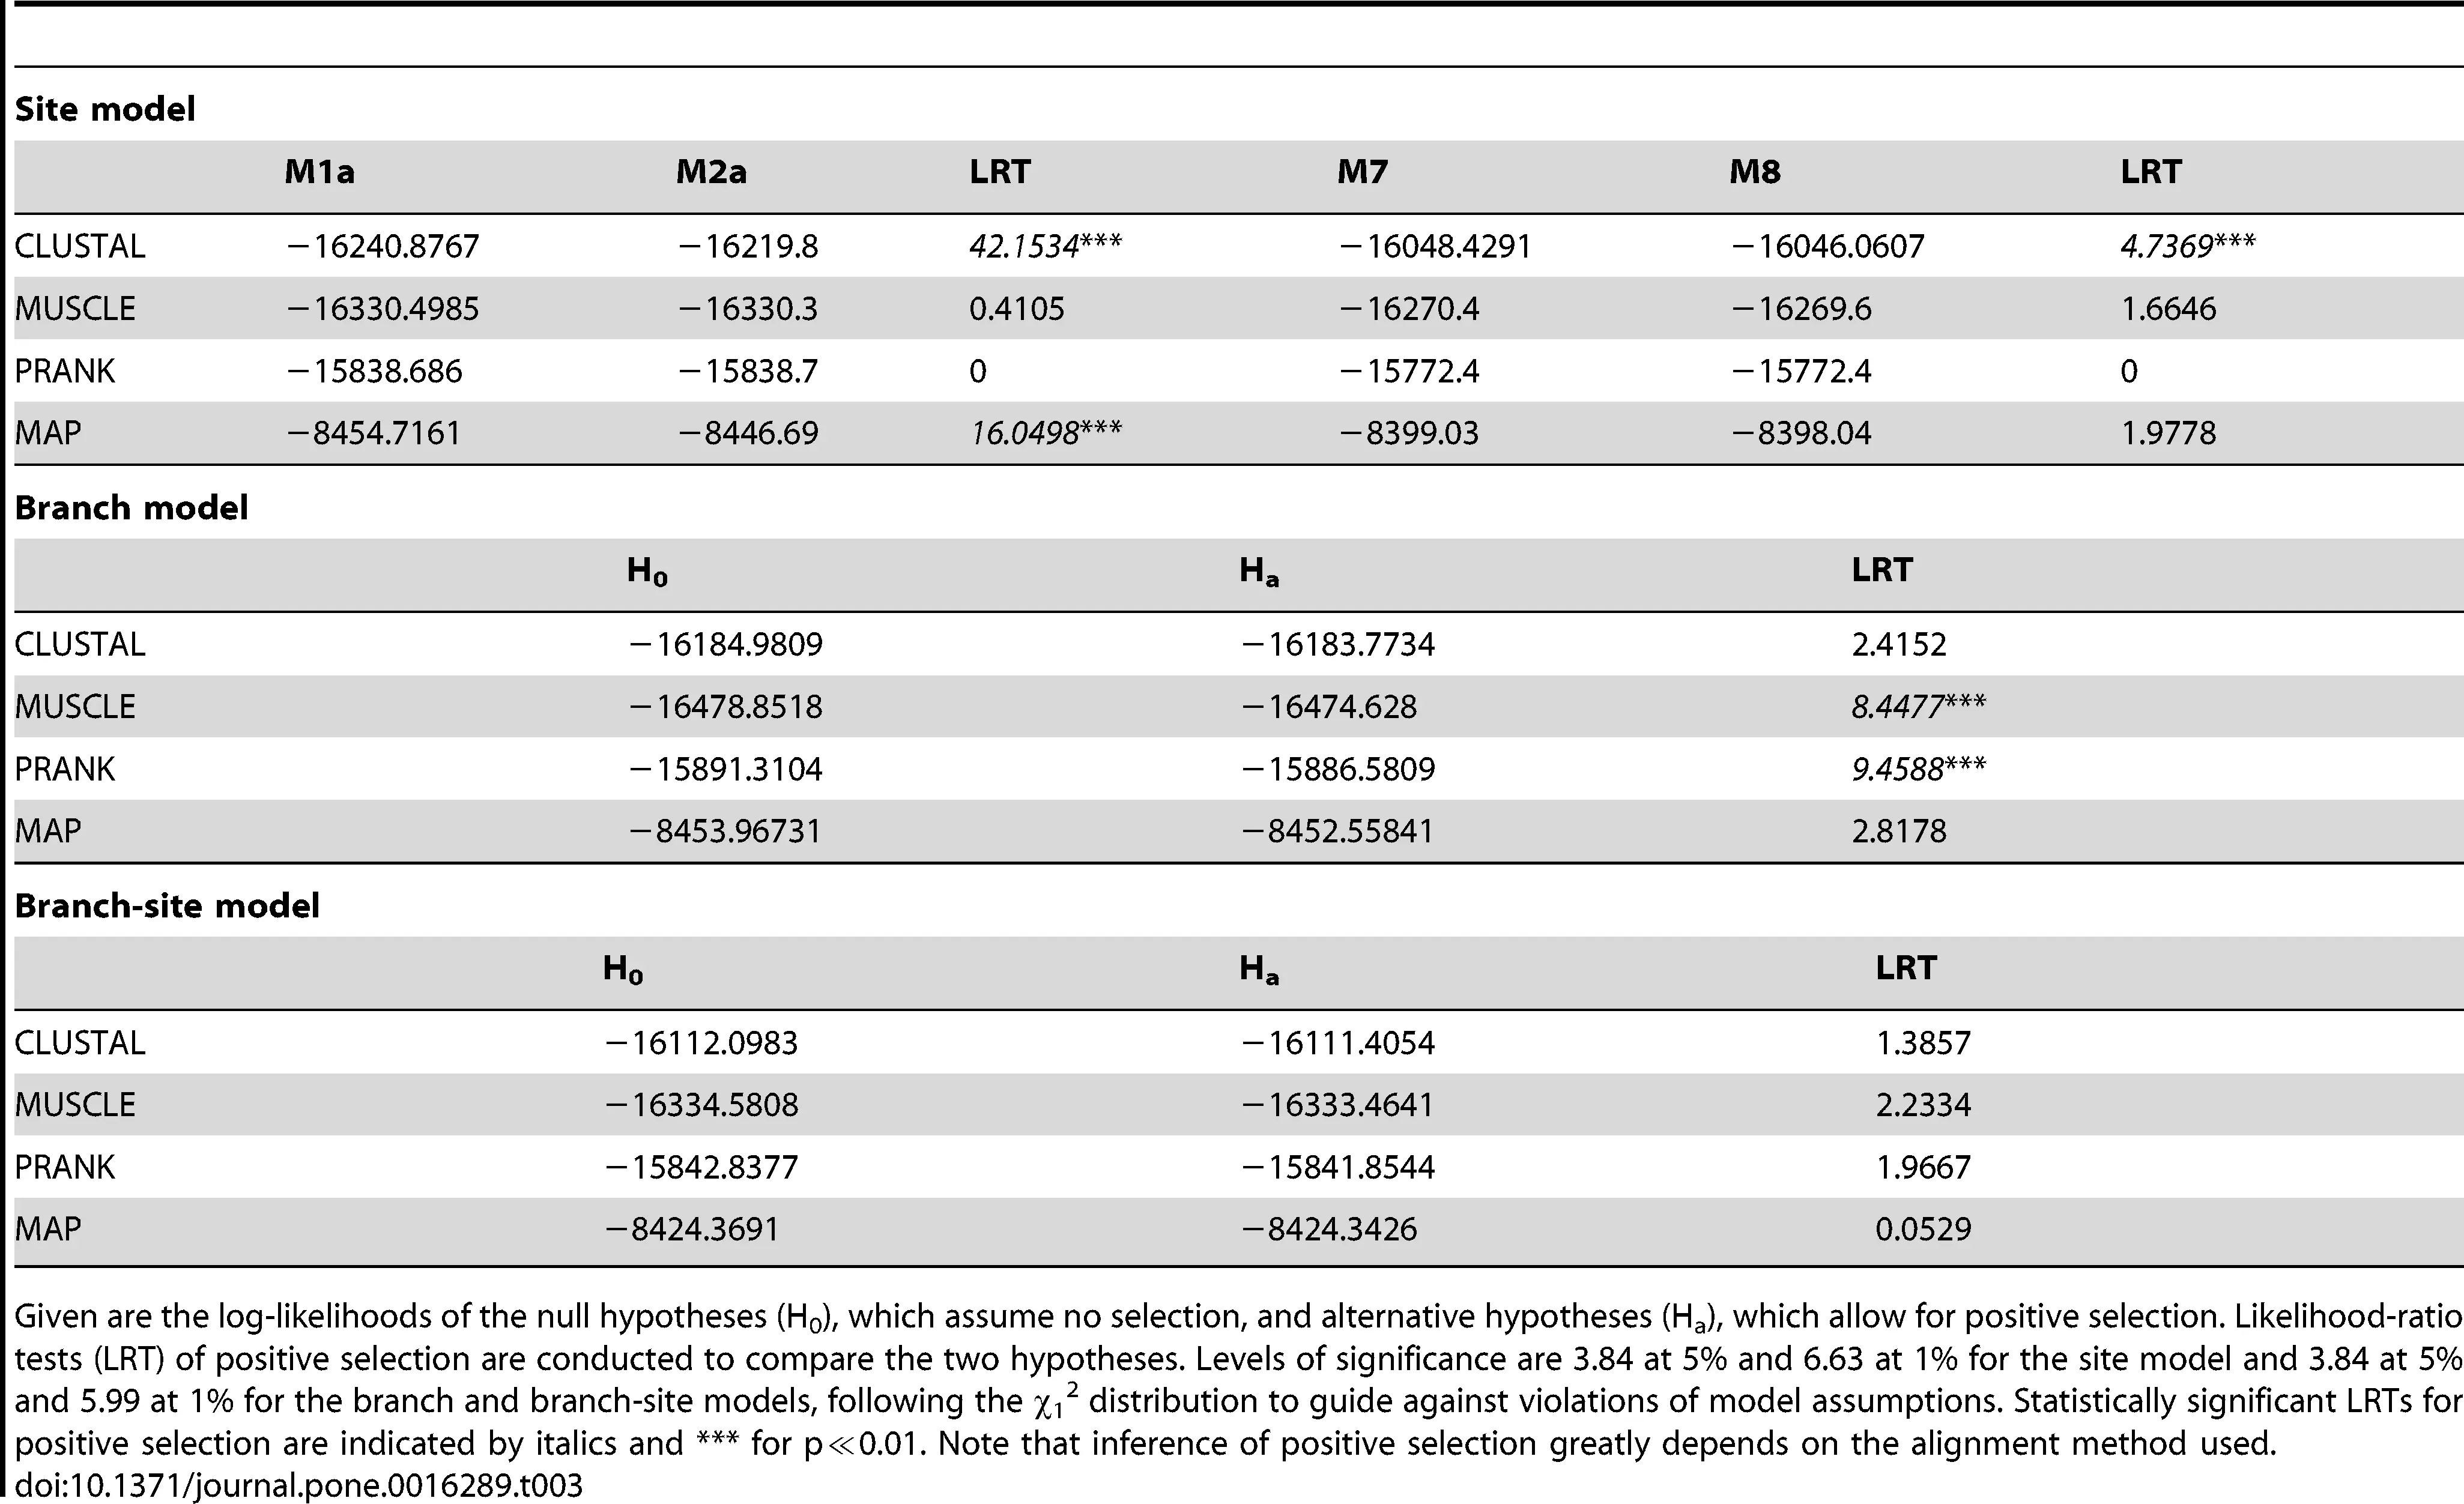 Site model
M1a M2a LRT M7 M8 LRT
CLUSTAL −16240.8767 −16219.8 42.1534*** −16048.4291 −16046.0607 4.7369***
MUSCLE −16330.4985 −16330.3 0.4105 −16270.4 −16269.6 1.6646
PRANK −15838.686 −15838.7 0 −15772.4 −15772.4 0
MAP −8454.7161 −8446.69 16.0498*** −8399.03 −8398.04 1.9778
Branch model
H₀ Hₐ LRT
CLUSTAL −16184.9809 −16183.7734 2.4152
MUSCLE −16478.8518 −16474.628 8.4477***
PRANK −15891.3104 −15886.5809 9.4588***
MAP −8453.96731 −8452.55841 2.8178
Branch-site model
H₀ Hₐ LRT
CLUSTAL −16112.0983 −16111.4054 1.3857
MUSCLE −16334.5808 −16333.4641 2.2334
PRANK −15842.8377 −15841.8544 1.9667
MAP −8424.3691 −8424.3426 0.0529
Given are the log-likelihoods of the null hypotheses (H₀), which assume no selection, and alternative hypotheses (Hₐ), which allow for positive selection. Likelihood-ratio
tests (LRT) of positive selection are conducted to compare the two hypotheses. Levels of significance are 3.84 at 5% and 6.63 at 1% for the site model and 3.84 at 5%
and 5.99 at 1% for the branch and branch-site models, following the χ₁² distribution to guide against violations of model assumptions. Statistically significant LRTs for
positive selection are indicated by italics and *** for p≪0.01. Note that inference of positive selection greatly depends on the alignment method used.
doi:10.1371/journal.pone.0016289.t003